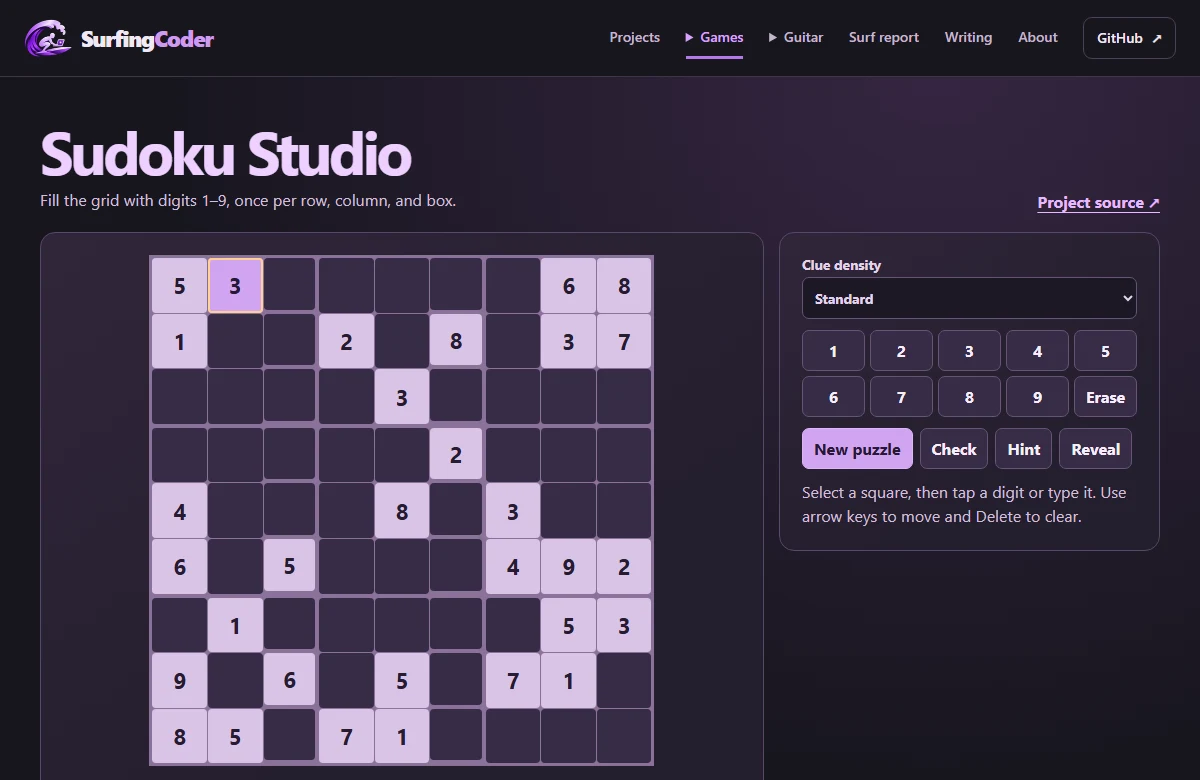 SurfingCoder
Projects ▶ Games ▶ Guitar Surf report Writing About GitHub ↗
Sudoku Studio
Fill the grid with digits 1–9, once per row, column, and box.
Project source ↗
5 3 6 8
1 2 8 3 7
3
2
4 8 3
6 5 4 9 2
1 5 3
9 6 5 7 1
8 5 7 1
Clue density
Standard
1 2 3 4 5
6 7 8 9 Erase
New puzzle Check Hint Reveal
Select a square, then tap a digit or type it. Use
arrow keys to move and Delete to clear.